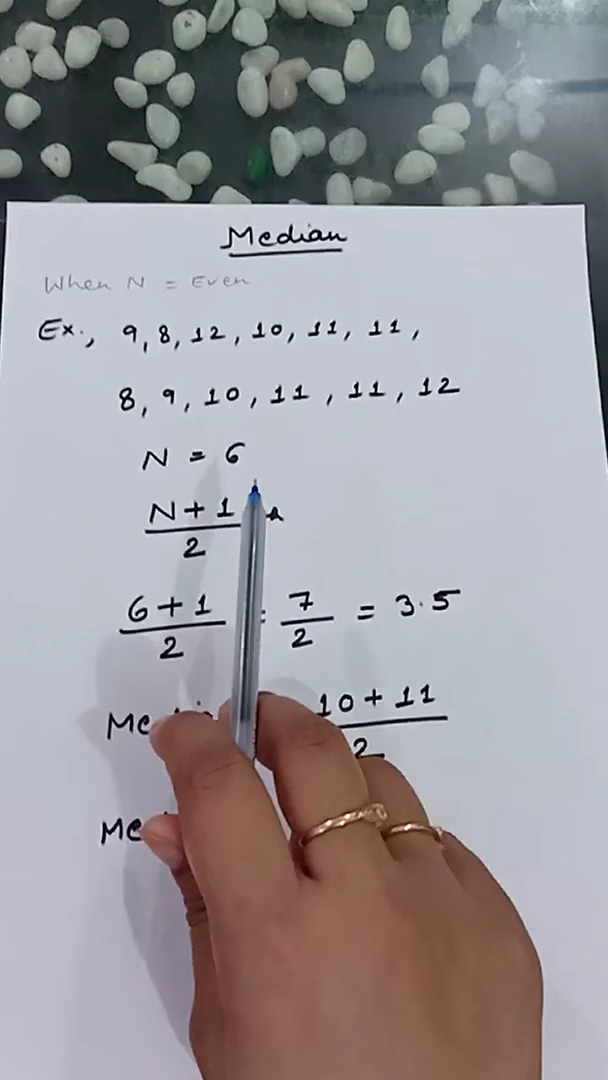 Median
When N = Even
Ex., 9, 8, 12, 10, 11, 11,
8, 9, 10, 11, 11, 12
N = 6
N + 1
2
6 + 1 = 7 = 3.5
2 2
10 + 11
2